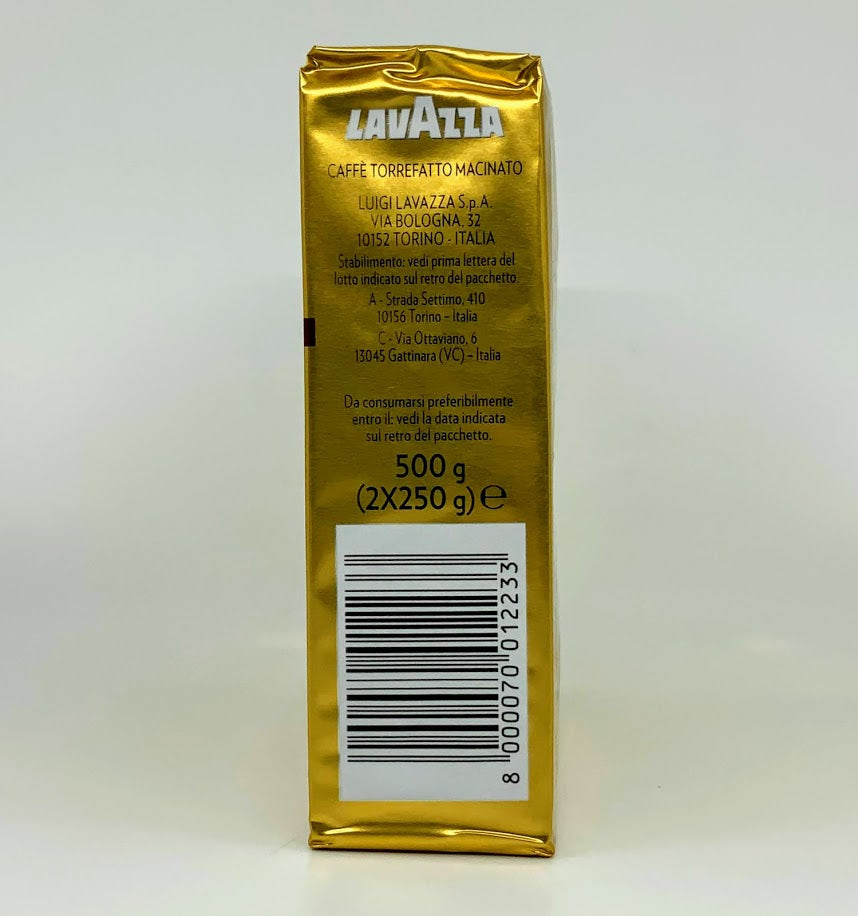 LAVAZZA
CAFFÈ TORREFATTO MACINATO
LUIGI LAVAZZA S.p.A.
VIA BOLOGNA, 32
10152 TORINO - ITALIA
Stabilimento: vedi prima lettera del
lotto indicato sul retro del pacchetto.
A - Strada Settimo, 410
10156 Torino – Italia
C - Via Ottaviano, 6
13045 Gattinara (VC) – Italia
Da consumarsi preferibilmente
entro il: vedi la data indicata
sul retro del pacchetto.
500 g
(2X250 g) ℮
8 000070 012233